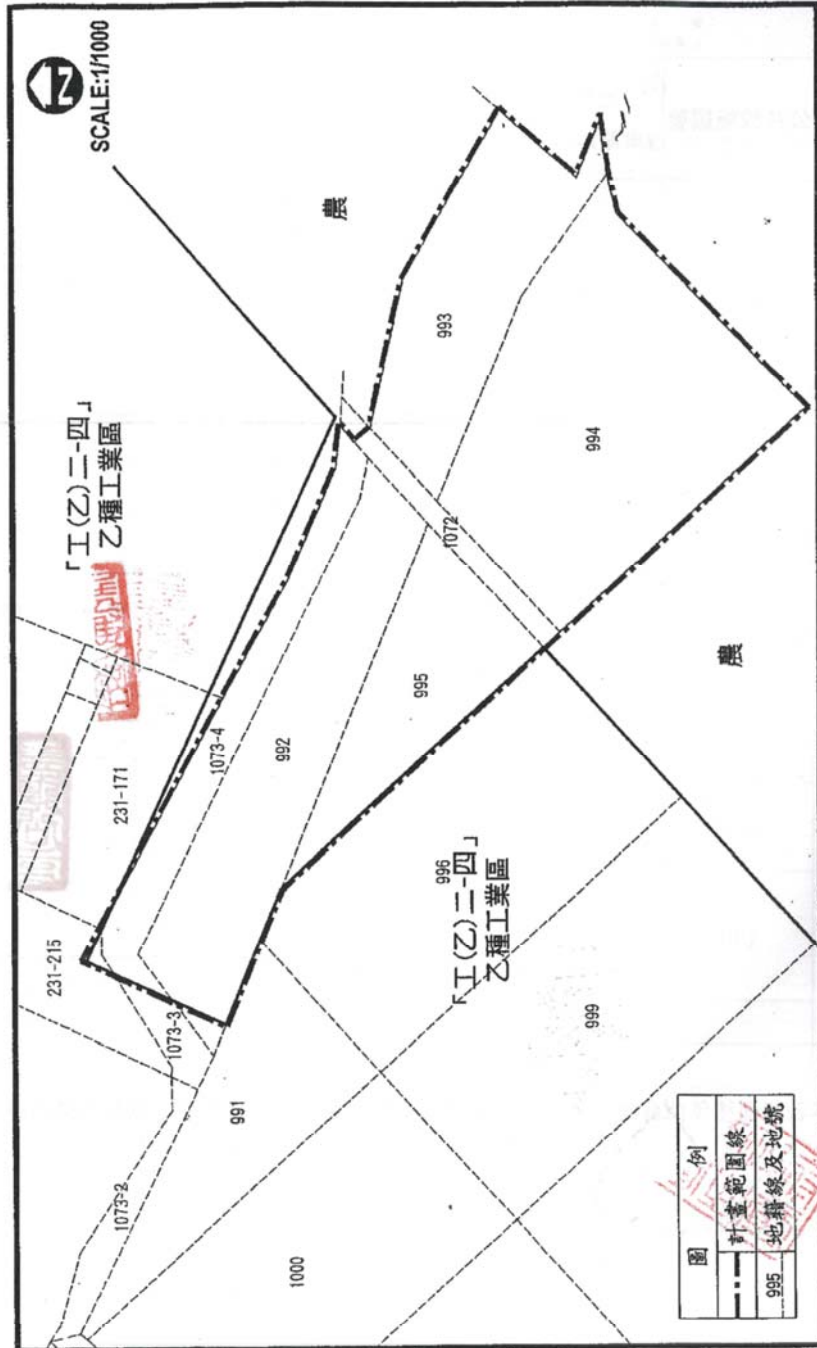 SCALE:1/1000
N
農
「工(乙)二-四」
乙種工業區
231-171
231-215
1073-4
1073-3
1073-2
993
994
1072
992
995
991
996
「工(乙)二-四」
乙種工業區
999
1000
農
圖 例
計畫範圍線
995
地籍線及地號